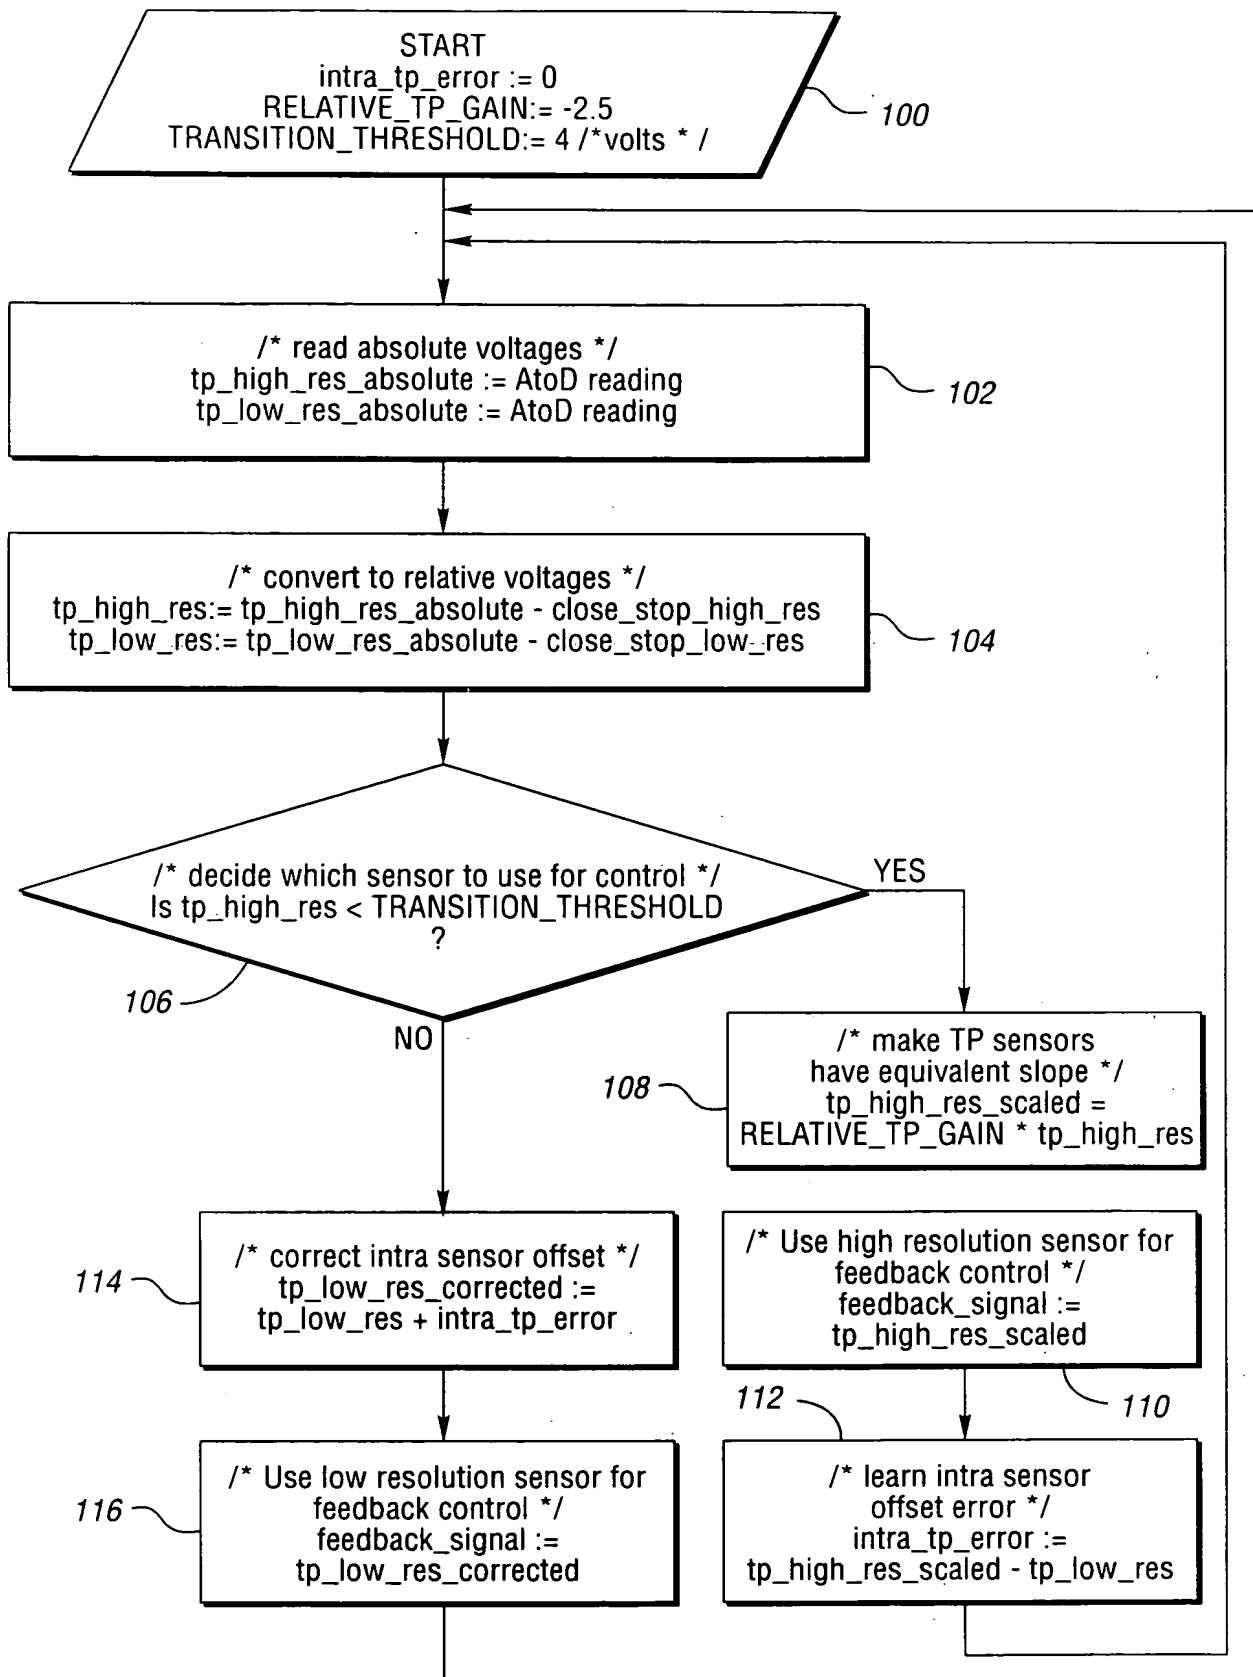 START
intra_tp_error := 0
RELATIVE_TP_GAIN:= -2.5
TRANSITION_THRESHOLD:= 4 /*volts * /
100
/* read absolute voltages */
tp_high_res_absolute := AtoD reading
tp_low_res_absolute := AtoD reading
102
/* convert to relative voltages */
tp_high_res:= tp_high_res_absolute - close_stop_high_res
tp_low_res:= tp_low_res_absolute - close_stop_low_res
104
/* decide which sensor to use for control */
Is tp_high_res < TRANSITION_THRESHOLD
?
YES
106
NO
/* make TP sensors
have equivalent slope */
tp_high_res_scaled =
RELATIVE_TP_GAIN * tp_high_res
108
/* correct intra sensor offset */
tp_low_res_corrected :=
tp_low_res + intra_tp_error
114
/* Use high resolution sensor for
feedback control */
feedback_signal :=
tp_high_res_scaled
110
112
/* Use low resolution sensor for
feedback control */
feedback_signal :=
tp_low_res_corrected
116
/* learn intra sensor
offset error */
intra_tp_error :=
tp_high_res_scaled - tp_low_res